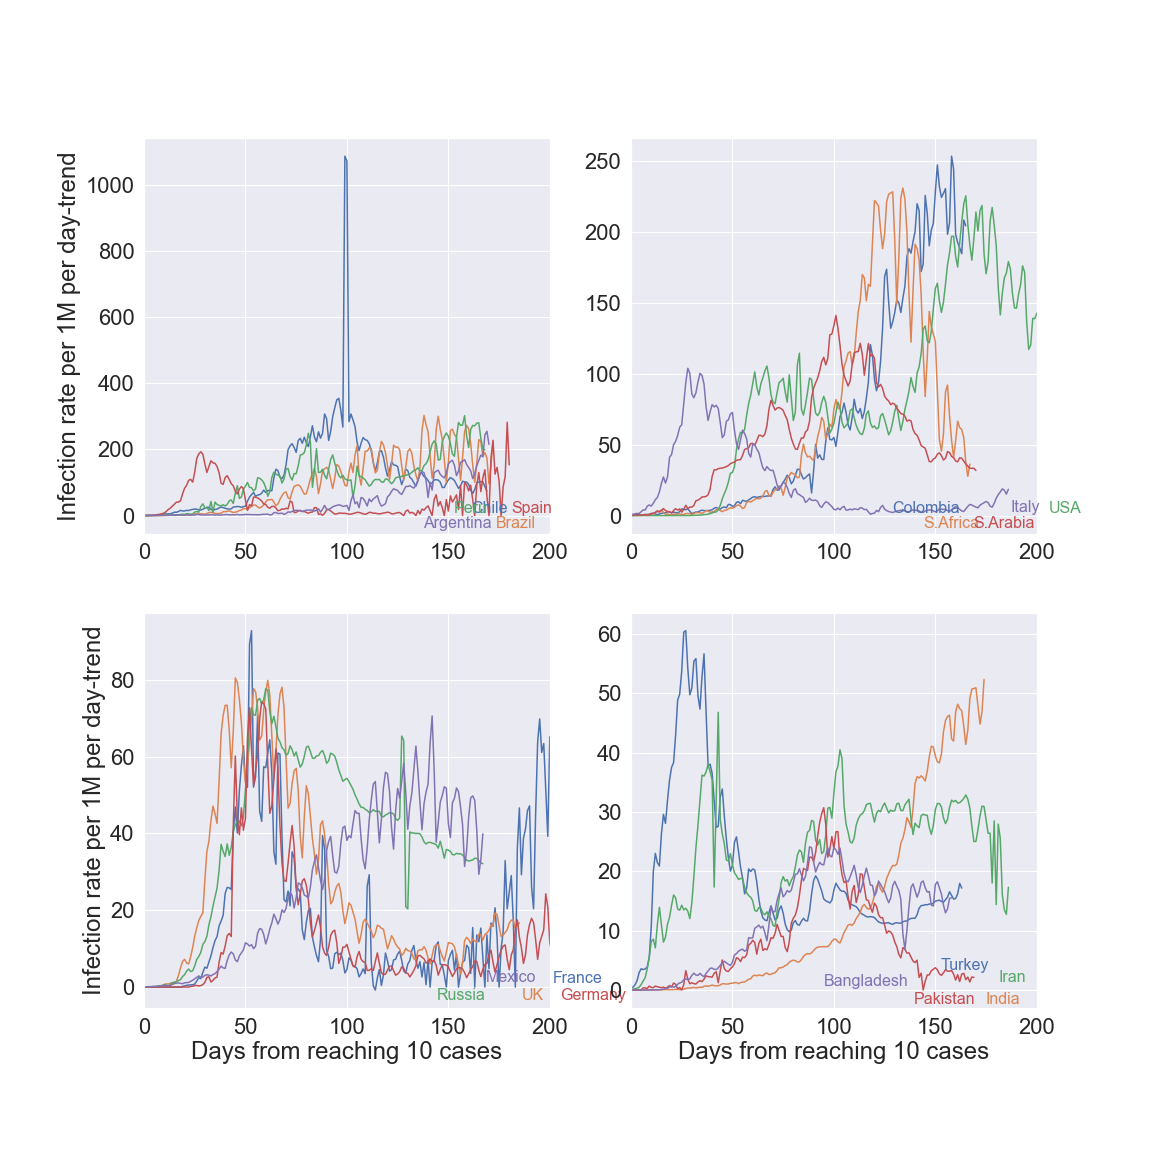 Infection rate per 1M per day-trend
1000
800
600
400
200
0
Chile Spain
Argentina Brazil
0 50 100 150 200
250
200
150
100
50
0
Colombia Italy USA
S.Africa S.Arabia
0 50 100 150 200
Infection rate per 1M per day-trend
80
60
40
20
0
Mexico France
Russia UK Germany
0 50 100 150 200
Days from reaching 10 cases
60
50
40
30
20
10
0
Turkey
Bangladesh Iran
Pakistan India
0 50 100 150 200
Days from reaching 10 cases